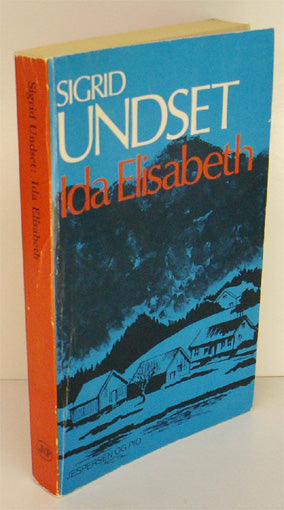 SIGRID
UNDSET
Ida Elisabeth
JESPERSEN OG PIO
Sigrid Undset: Ida Elisabeth